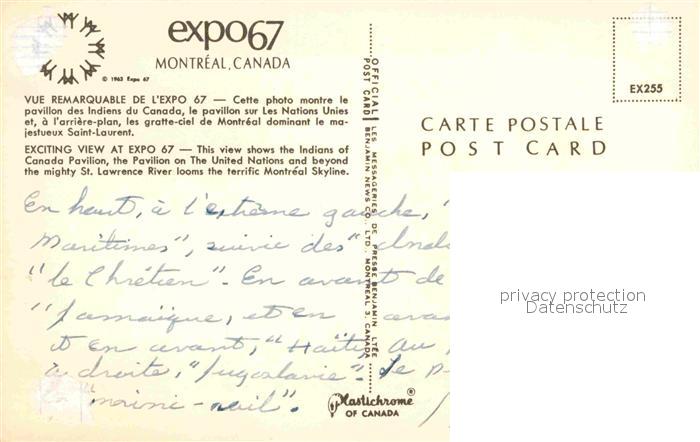 expo67
MONTRÉAL, CANADA
© 1963 Expo 67
VUE REMARQUABLE DE L'EXPO 67 — Cette photo montre le
pavillon des Indiens du Canada, le pavillon sur Les Nations Unies
et, à l'arrière-plan, les gratte-ciel de Montréal dominant le ma-
jestueux Saint-Laurent.
EXCITING VIEW AT EXPO 67 — This view shows the Indians of
Canada Pavilion, the Pavilion on The United Nations and beyond
the mighty St. Lawrence River looms the terrific Montréal Skyline.
En haut, à l'extrême gauche, "
Maritimes", suivie des
"le Chrétien". En avant de
"Jamaïque, et en avan
et en avant, "Haïti, au
à droite, "Jugoslavie". Le p
"maini-rail".
OFFICIAL POST CARD
LES MESSAGERIES DE PRESSE BENJAMIN LTÉE
BENJAMIN NEWS CO. LTD. MONTREAL 3, CANADA
Plastichrome®
OF CANADA
EX255
CARTE POSTALE
POST CARD
privacy protection
Datenschutz